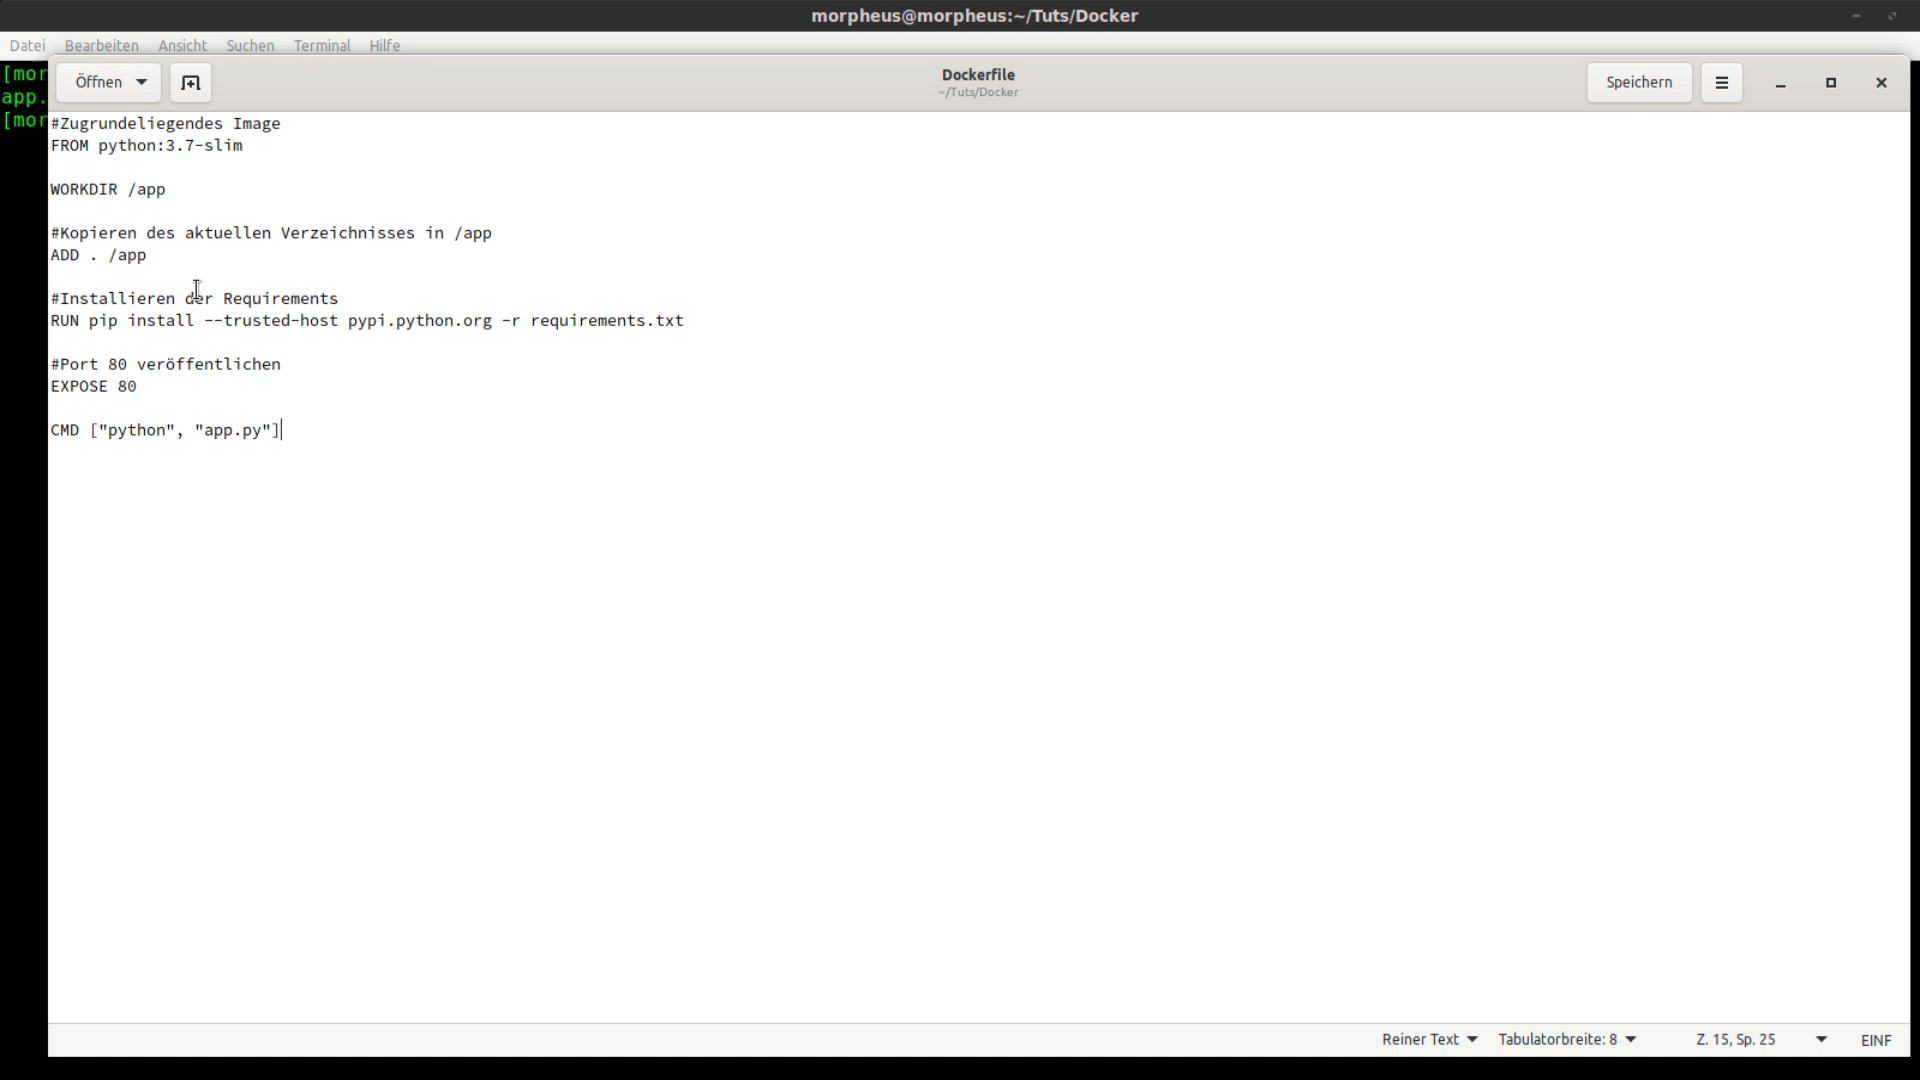 morpheus@morpheus:~/Tuts/Docker
Datei Bearbeiten Ansicht Suchen Terminal Hilfe
[mor
app.
[mor
Öffnen
Dockerfile
~/Tuts/Docker
Speichern
#Zugrundeliegendes Image
FROM python:3.7-slim
WORKDIR /app
#Kopieren des aktuellen Verzeichnisses in /app
ADD . /app
#Installieren der Requirements
RUN pip install --trusted-host pypi.python.org -r requirements.txt
#Port 80 veröffentlichen
EXPOSE 80
CMD ["python", "app.py"]
Reiner Text Tabulatorbreite: 8 Z. 15, Sp. 25 EINF